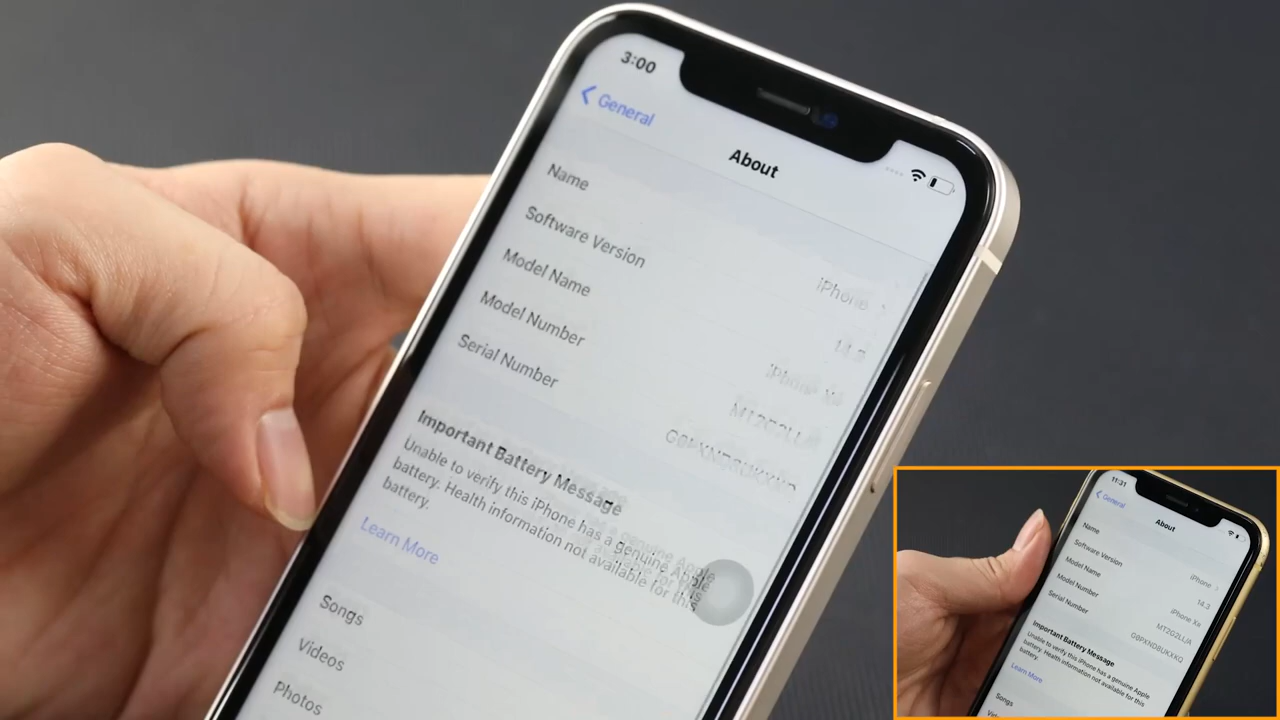 3:00
General
About
Name
iPhone
Software Version
14.3
Model Name
iPhone
Model Number
MT2G2LL/A
Serial Number
Important Battery Message
Unable to verify this iPhone has a genuine Apple
battery. Health information not available for this
battery.
Learn More
Songs
Videos
Photos
11:31
General
About
Name
iPhone
Software Version
14.3
Model Name
iPhone
Model Number
MT2G2LL/A
Serial Number
Important Battery Message
Unable to verify this iPhone has a genuine Apple
battery. Health information not available for this
battery.
Learn More
Songs